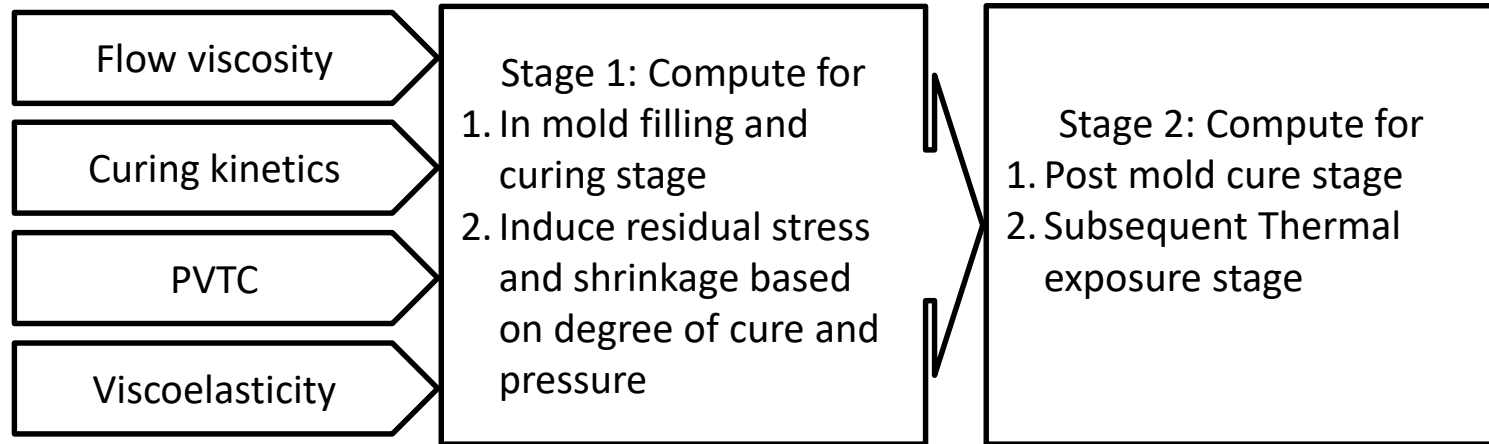 Flow viscosity
Curing kinetics
PVTC
Viscoelasticity
Stage 1: Compute for
1. In mold filling and
curing stage
2. Induce residual stress
and shrinkage based
on degree of cure and
pressure
Stage 2: Compute for
1. Post mold cure stage
2. Subsequent Thermal
exposure stage